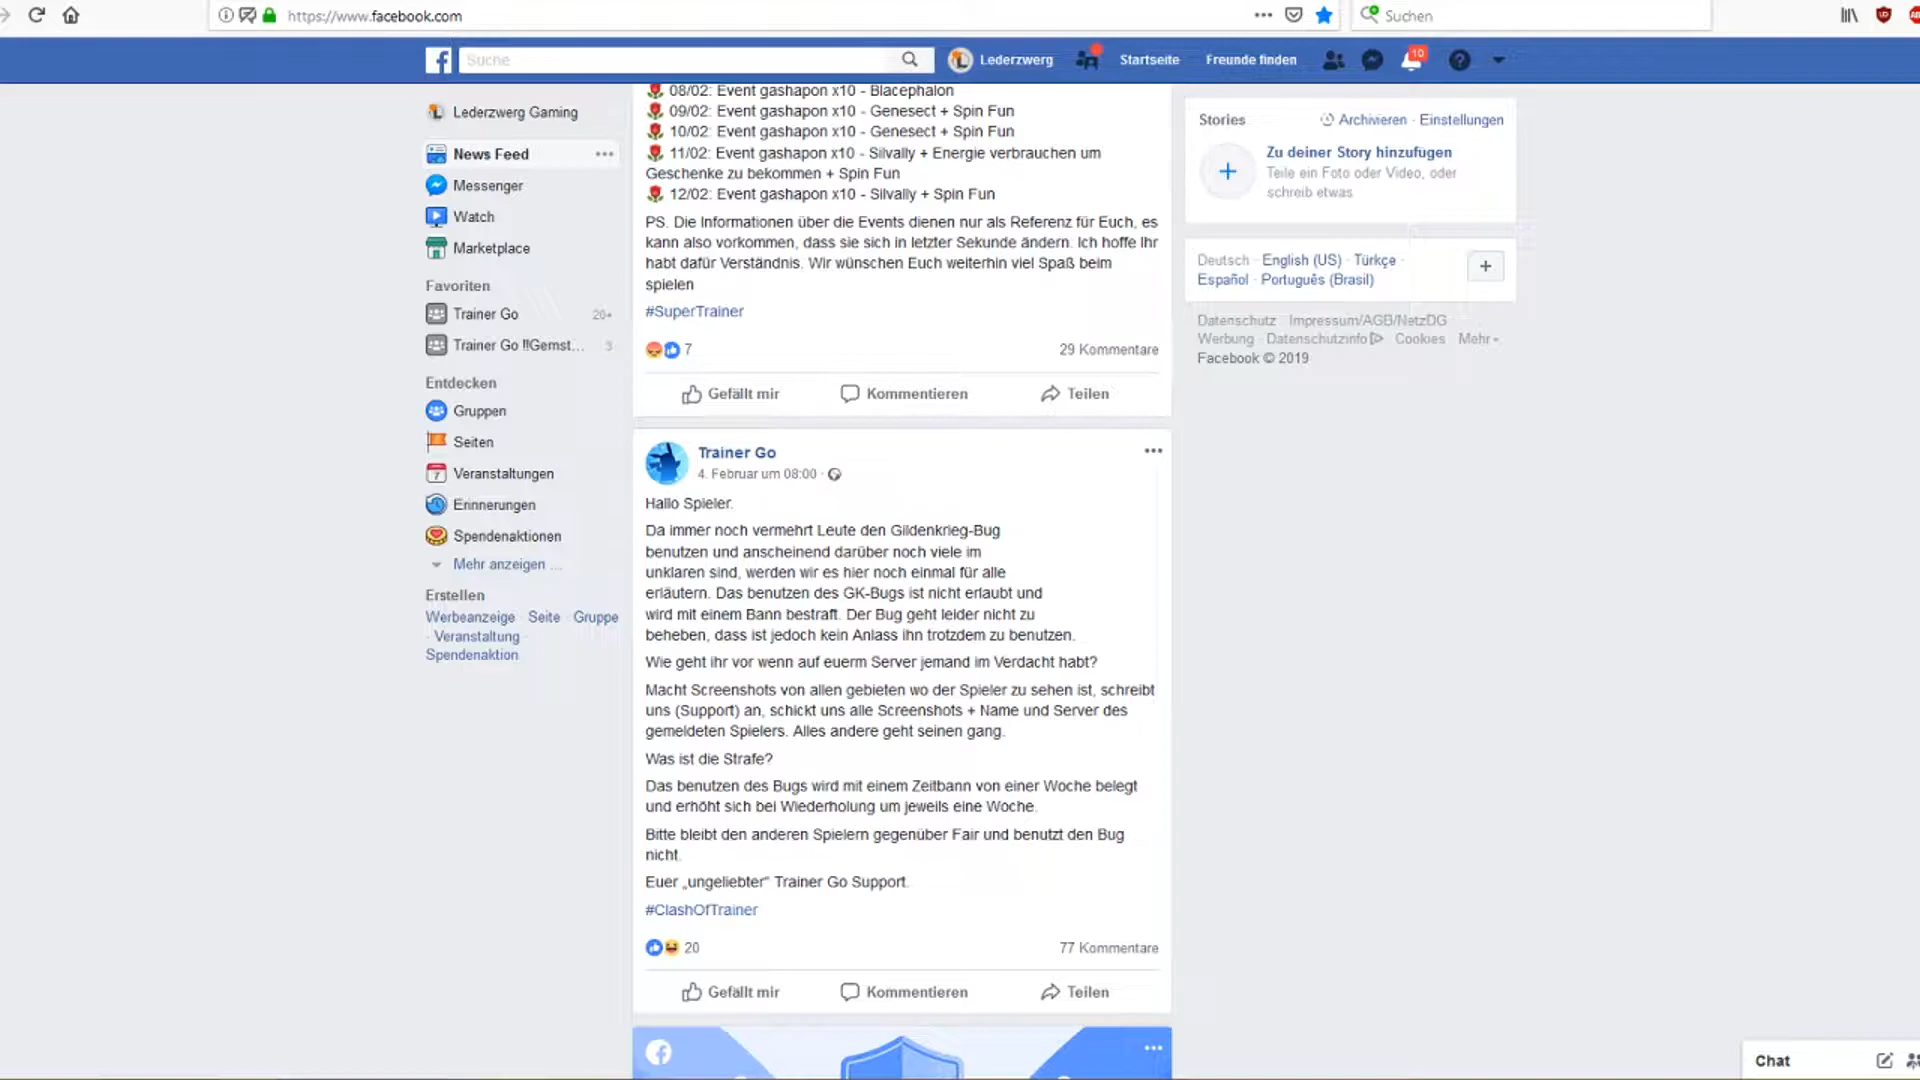 https://www.facebook.com
Suchen
Suche
Lederzwerg
Startseite
Freunde finden
10
Lederzwerg Gaming
News Feed
Messenger
Watch
Marketplace
Favoriten
Trainer Go 20+
Trainer Go !!Gemst... 3
Entdecken
Gruppen
Seiten
Veranstaltungen
Erinnerungen
Spendenaktionen
Mehr anzeigen ...
Erstellen
Werbeanzeige Seite Gruppe
· Veranstaltung
Spendenaktion
08/02: Event gashapon x10 - Blacephalon
09/02: Event gashapon x10 - Genesect + Spin Fun
10/02: Event gashapon x10 - Genesect + Spin Fun
11/02: Event gashapon x10 - Silvally + Energie verbrauchen um
Geschenke zu bekommen + Spin Fun
12/02: Event gashapon x10 - Silvally + Spin Fun
PS. Die Informationen über die Events dienen nur als Referenz für Euch, es
kann also vorkommen, dass sie sich in letzter Sekunde ändern. Ich hoffe Ihr
habt dafür Verständnis. Wir wünschen Euch weiterhin viel Spaß beim
spielen
#SuperTrainer
7
29 Kommentare
Gefällt mir
Kommentieren
Teilen
Trainer Go
4. Februar um 08:00 ·
Hallo Spieler.
Da immer noch vermehrt Leute den Gildenkrieg-Bug
benutzen und anscheinend darüber noch viele im
unklaren sind, werden wir es hier noch einmal für alle
erläutern. Das benutzen des GK-Bugs ist nicht erlaubt und
wird mit einem Bann bestraft. Der Bug geht leider nicht zu
beheben, dass ist jedoch kein Anlass ihn trotzdem zu benutzen.
Wie geht ihr vor wenn auf euerm Server jemand im Verdacht habt?
Macht Screenshots von allen gebieten wo der Spieler zu sehen ist, schreibt
uns (Support) an, schickt uns alle Screenshots + Name und Server des
gemeldeten Spielers. Alles andere geht seinen gang.
Was ist die Strafe?
Das benutzen des Bugs wird mit einem Zeitbann von einer Woche belegt
und erhöht sich bei Wiederholung um jeweils eine Woche.
Bitte bleibt den anderen Spielern gegenüber Fair und benutzt den Bug
nicht.
Euer „ungeliebter“ Trainer Go Support.
#ClashOfTrainer
20
77 Kommentare
Gefällt mir
Kommentieren
Teilen
Stories
Archivieren · Einstellungen
Zu deiner Story hinzufügen
Teile ein Foto oder Video, oder
schreib etwas
Deutsch · English (US) · Türkçe ·
Español · Português (Brasil)
Datenschutz · Impressum/AGB/NetzDG
Werbung · Datenschutzinfo Cookies Mehr
Facebook © 2019
Chat